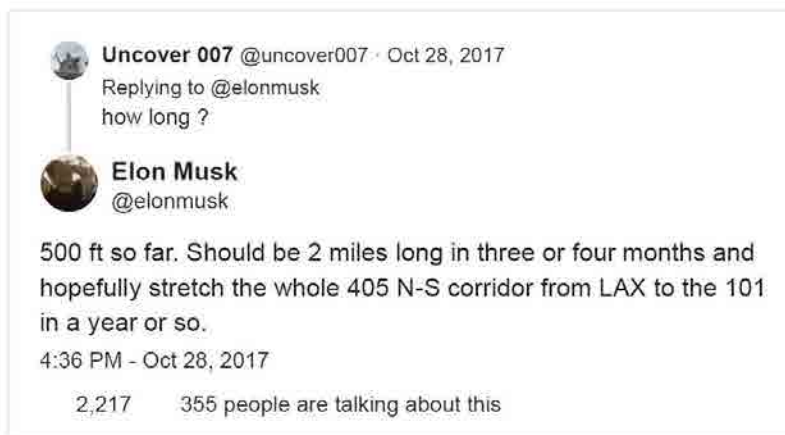 Uncover 007 @uncover007 · Oct 28, 2017
Replying to @elonmusk
how long ?
Elon Musk
@elonmusk
500 ft so far. Should be 2 miles long in three or four months and
hopefully stretch the whole 405 N-S corridor from LAX to the 101
in a year or so.
4:36 PM - Oct 28, 2017
2,217 355 people are talking about this